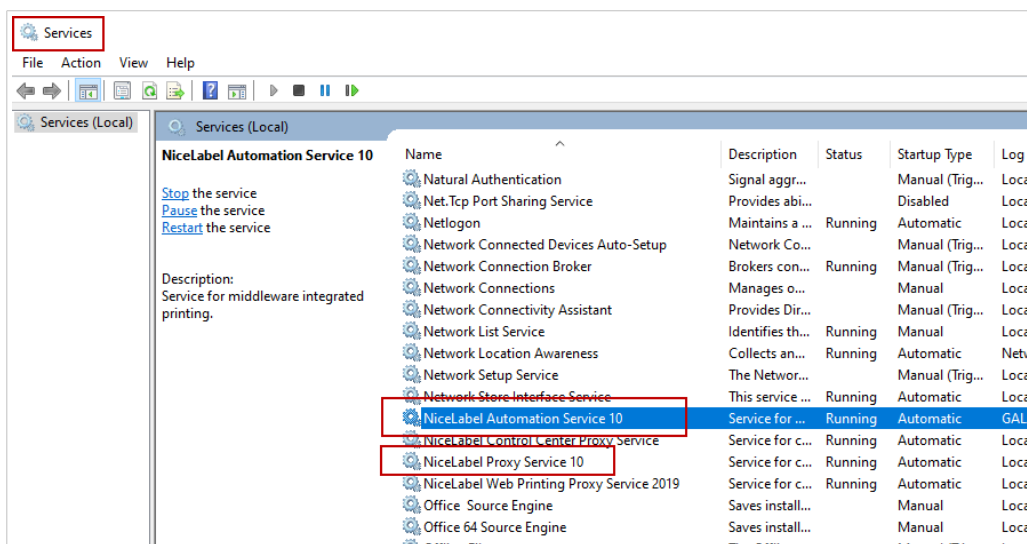 Services
File Action View Help
Services (Local)
Services (Local)
NiceLabel Automation Service 10
Stop the service
Pause the service
Restart the service
Description:
Service for middleware integrated
printing.
Name Description Status Startup Type Log
Natural Authentication Signal aggr... Manual (Trig... Loca
Net.Tcp Port Sharing Service Provides abi... Disabled Loca
Netlogon Maintains a ... Running Automatic Loca
Network Connected Devices Auto-Setup Network Co... Manual (Trig... Loca
Network Connection Broker Brokers con... Running Manual (Trig... Loca
Network Connections Manages o... Manual Loca
Network Connectivity Assistant Provides Dir... Manual (Trig... Loca
Network List Service Identifies th... Running Manual Loca
Network Location Awareness Collects an... Running Automatic Netw
Network Setup Service The Networ... Manual (Trig... Loca
Network Store Interface Service This service ... Running Automatic Loca
NiceLabel Automation Service 10 Service for ... Running Automatic GAL
NiceLabel Control Center Proxy Service Service for c... Running Automatic Loca
NiceLabel Proxy Service 10 Service for c... Running Automatic Loca
NiceLabel Web Printing Proxy Service 2019 Service for c... Running Automatic Loca
Office Source Engine Saves install... Manual Loca
Office 64 Source Engine Saves install... Manual Loca